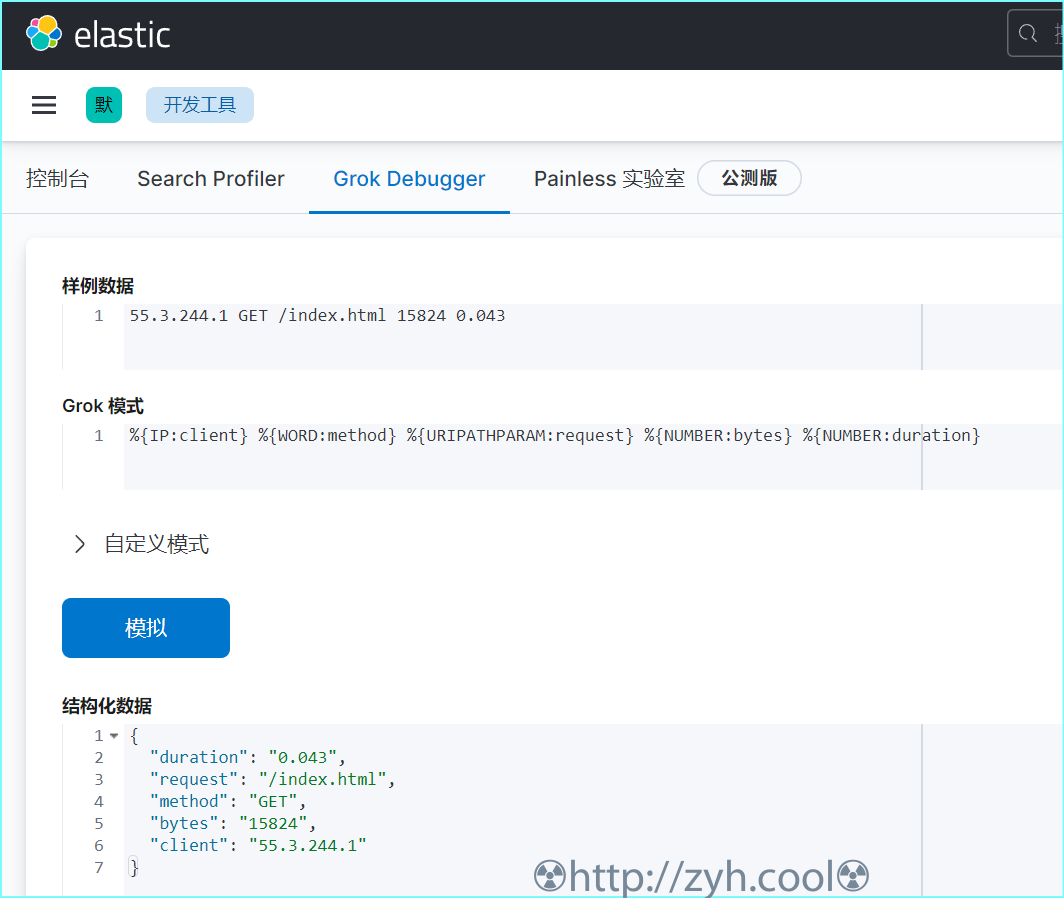 elastic
默 开发工具
控制台 Search Profiler Grok Debugger Painless 实验室 公测版
样例数据
1 55.3.244.1 GET /index.html 15824 0.043
Grok 模式
1 %{IP:client} %{WORD:method} %{URIPATHPARAM:request} %{NUMBER:bytes} %{NUMBER:duration}
自定义模式
模拟
结构化数据
1 {
2 "duration": "0.043",
3 "request": "/index.html",
4 "method": "GET",
5 "bytes": "15824",
6 "client": "55.3.244.1"
7 }
☢http://zyh.cool☢